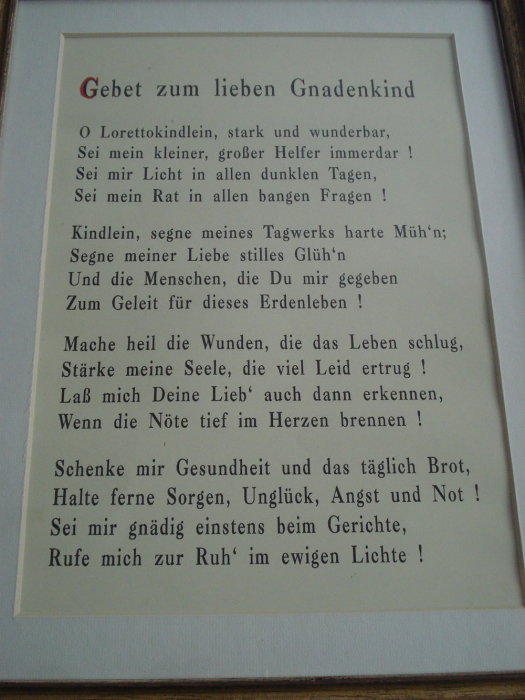 Gebet zum lieben Gnadenkind
O Lorettokindlein, stark und wunderbar,
Sei mein kleiner, großer Helfer immerdar !
Sei mir Licht in allen dunklen Tagen,
Sei mein Rat in allen bangen Fragen !
Kindlein, segne meines Tagwerks harte Müh‘n;
Segne meiner Liebe stilles Glüh‘n
Und die Menschen, die Du mir gegeben
Zum Geleit für dieses Erdenleben !
Mache heil die Wunden, die das Leben schlug,
Stärke meine Seele, die viel Leid ertrug !
Laß mich Deine Lieb‘ auch dann erkennen,
Wenn die Nöte tief im Herzen brennen !
Schenke mir Gesundheit und das täglich Brot,
Halte ferne Sorgen, Unglück, Angst und Not !
Sei mir gnädig einstens beim Gerichte,
Rufe mich zur Ruh‘ im ewigen Lichte !